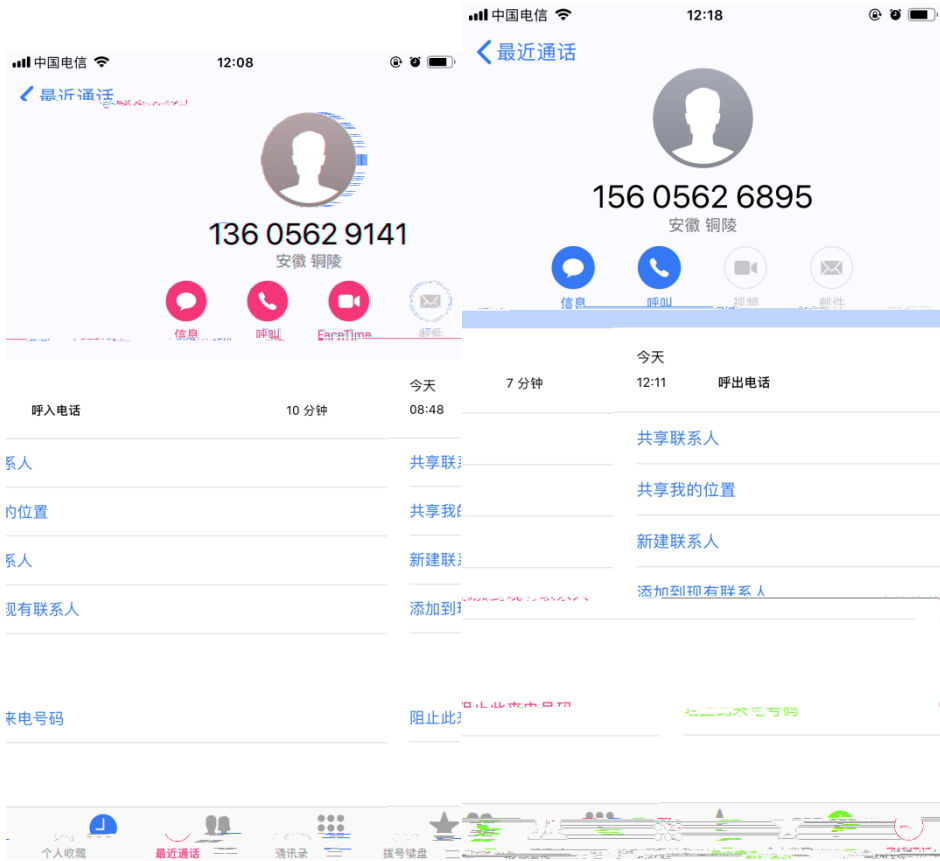 中国电信
12:08
最近通话
136 0562 9141
安徽 铜陵
信息
呼叫
FaceTime
今天
呼入电话
10 分钟
08:48
系人
共享联
的位置
共享我
系人
新建联
现有联系人
添加到
来电号码
阻止此
个人收藏
最近通话
通讯录
拨号键盘
中国电信
12:18
最近通话
156 0562 6895
安徽 铜陵
信息
呼叫
视频
邮件
今天
7 分钟
12:11
呼出电话
共享联系人
共享我的位置
新建联系人
添加到现有联系人
阻止此来电号码